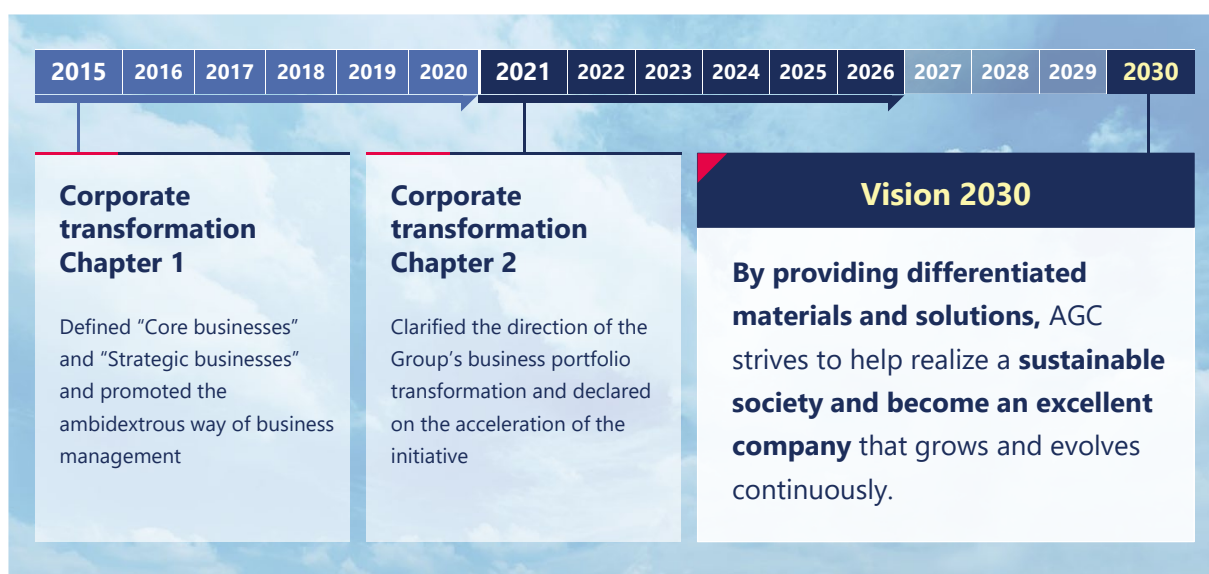 2015 2016 2017 2018 2019 2020 2021 2022 2023 2024 2025 2026 2027 2028 2029 2030
Corporate
transformation
Chapter 1
Defined “Core businesses”
and “Strategic businesses”
and promoted the
ambidextrous way of business
management
Corporate
transformation
Chapter 2
Clarified the direction of the
Group’s business portfolio
transformation and declared
on the acceleration of the
initiative
Vision 2030
By providing differentiated
materials and solutions, AGC
strives to help realize a sustainable
society and become an excellent
company that grows and evolves
continuously.